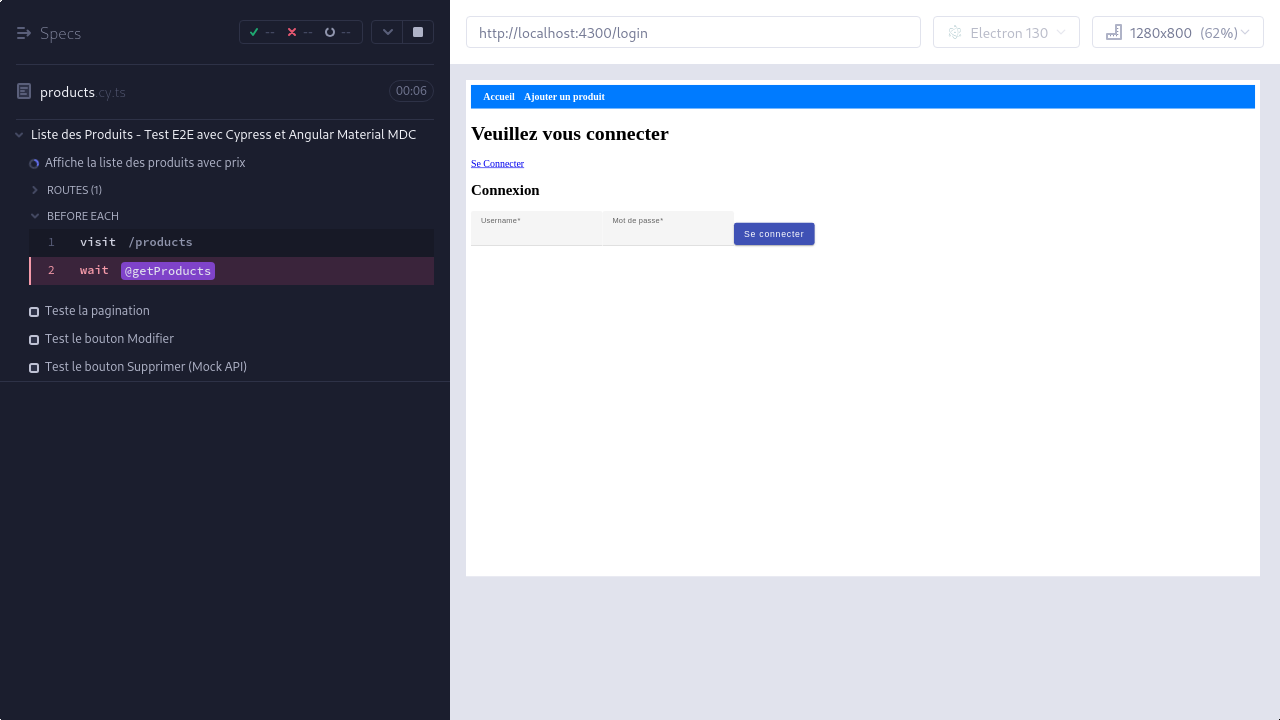 Specs
-- -- --
products.cy.ts
00:06
Liste des Produits - Test E2E avec Cypress et Angular Material MDC
Affiche la liste des produits avec prix
ROUTES (1)
BEFORE EACH
1 visit /products
2 wait @getProducts
Teste la pagination
Test le bouton Modifier
Test le bouton Supprimer (Mock API)
http://localhost:4300/login
Electron 130
1280x800 (62%)
Accueil Ajouter un produit
Veuillez vous connecter
Se Connecter
Connexion
Username*
Mot de passe*
Se connecter